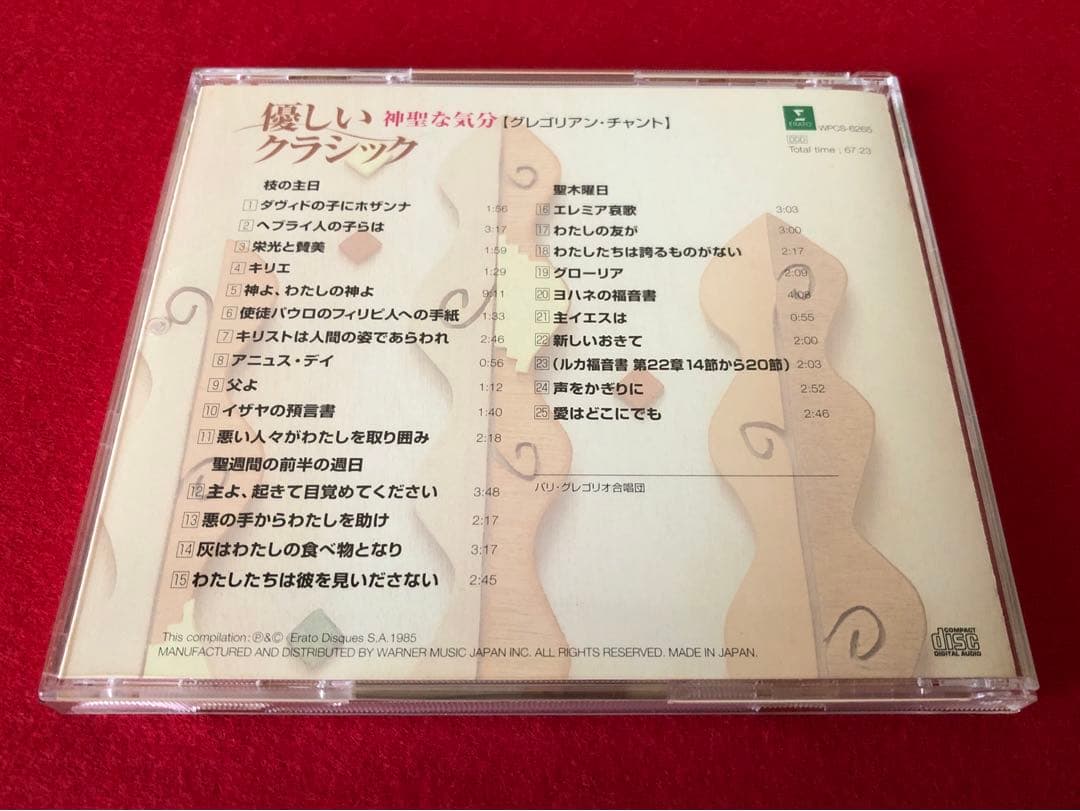 優しい
クラシック
神聖な気分【グレゴリアン・チャント】
ERATO
WPCS-6265
DDD
Total time ; 67:23
枝の主日
1 ダヴィドの子にホザンナ 1:56
2 ヘブライ人の子らは 3:17
3 栄光と賛美 1:59
4 キリエ 1:29
5 神よ、わたしの神よ 9:11
6 使徒パウロのフィリピ人への手紙 1:33
7 キリストは人間の姿であらわれ 2:46
8 アニュス・デイ 0:56
9 父よ 1:12
10 イザヤの預言書 1:40
11 悪い人々がわたしを取り囲み 2:18
聖週間の前半の週日
12 主よ、起きて目覚めてください 3:48
13 悪の手からわたしを助け 2:17
14 灰はわたしの食べ物となり 3:17
15 わたしたちは彼を見いださない 2:45
聖木曜日
16 エレミア哀歌 3:03
17 わたしの友が 3:00
18 わたしたちは誇るものがない 2:17
19 グローリア 2:09
20 ヨハネの福音書 4:08
21 主イエスは 0:55
22 新しいおきて 2:00
23 (ルカ福音書 第22章14節から20節) 2:03
24 声をかぎりに 2:52
25 愛はどこにでも 2:46
パリ・グレゴリオ合唱団
This compilation: ℗&© Erato Disques S.A. 1985
MANUFACTURED AND DISTRIBUTED BY WARNER MUSIC JAPAN INC. ALL RIGHTS RESERVED. MADE IN JAPAN.
COMPACT
disc
DIGITAL AUDIO